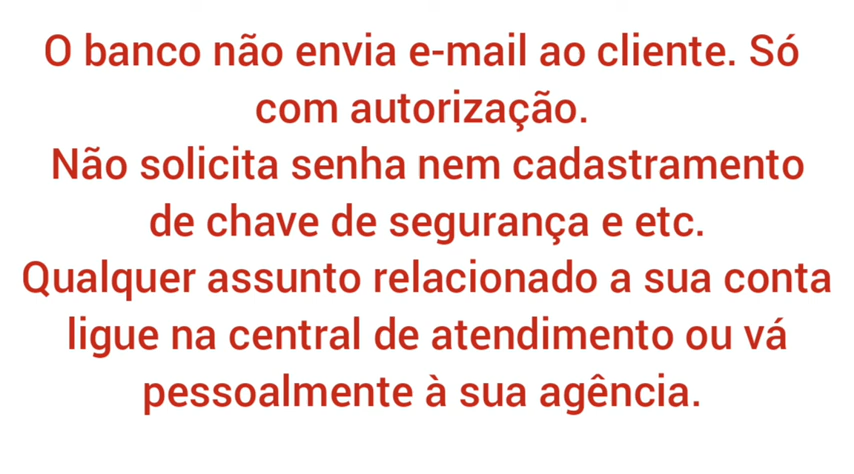 O banco não envia e-mail ao cliente. Só
com autorização.
Não solicita senha nem cadastramento
de chave de segurança e etc.
Qualquer assunto relacionado a sua conta
ligue na central de atendimento ou vá
pessoalmente à sua agência.